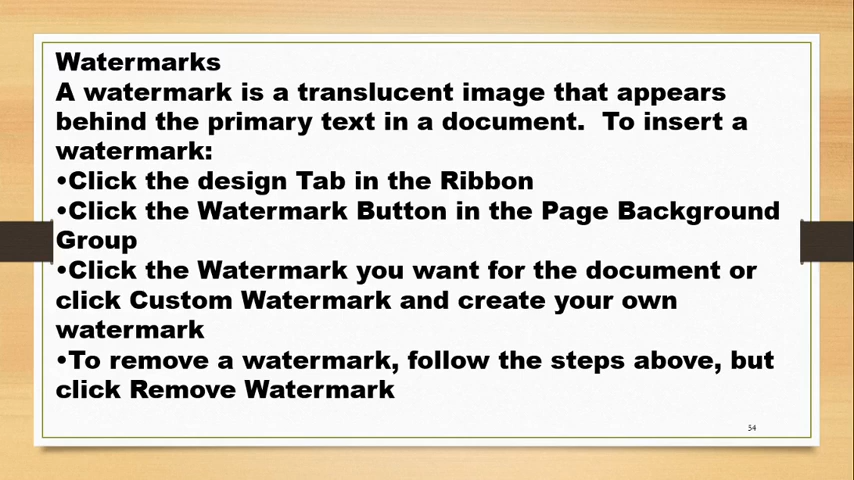 Watermarks
A watermark is a translucent image that appears
behind the primary text in a document.  To insert a
watermark:
•Click the design Tab in the Ribbon
•Click the Watermark Button in the Page Background
Group
•Click the Watermark you want for the document or
click Custom Watermark and create your own
watermark
•To remove a watermark, follow the steps above, but
click Remove Watermark
54